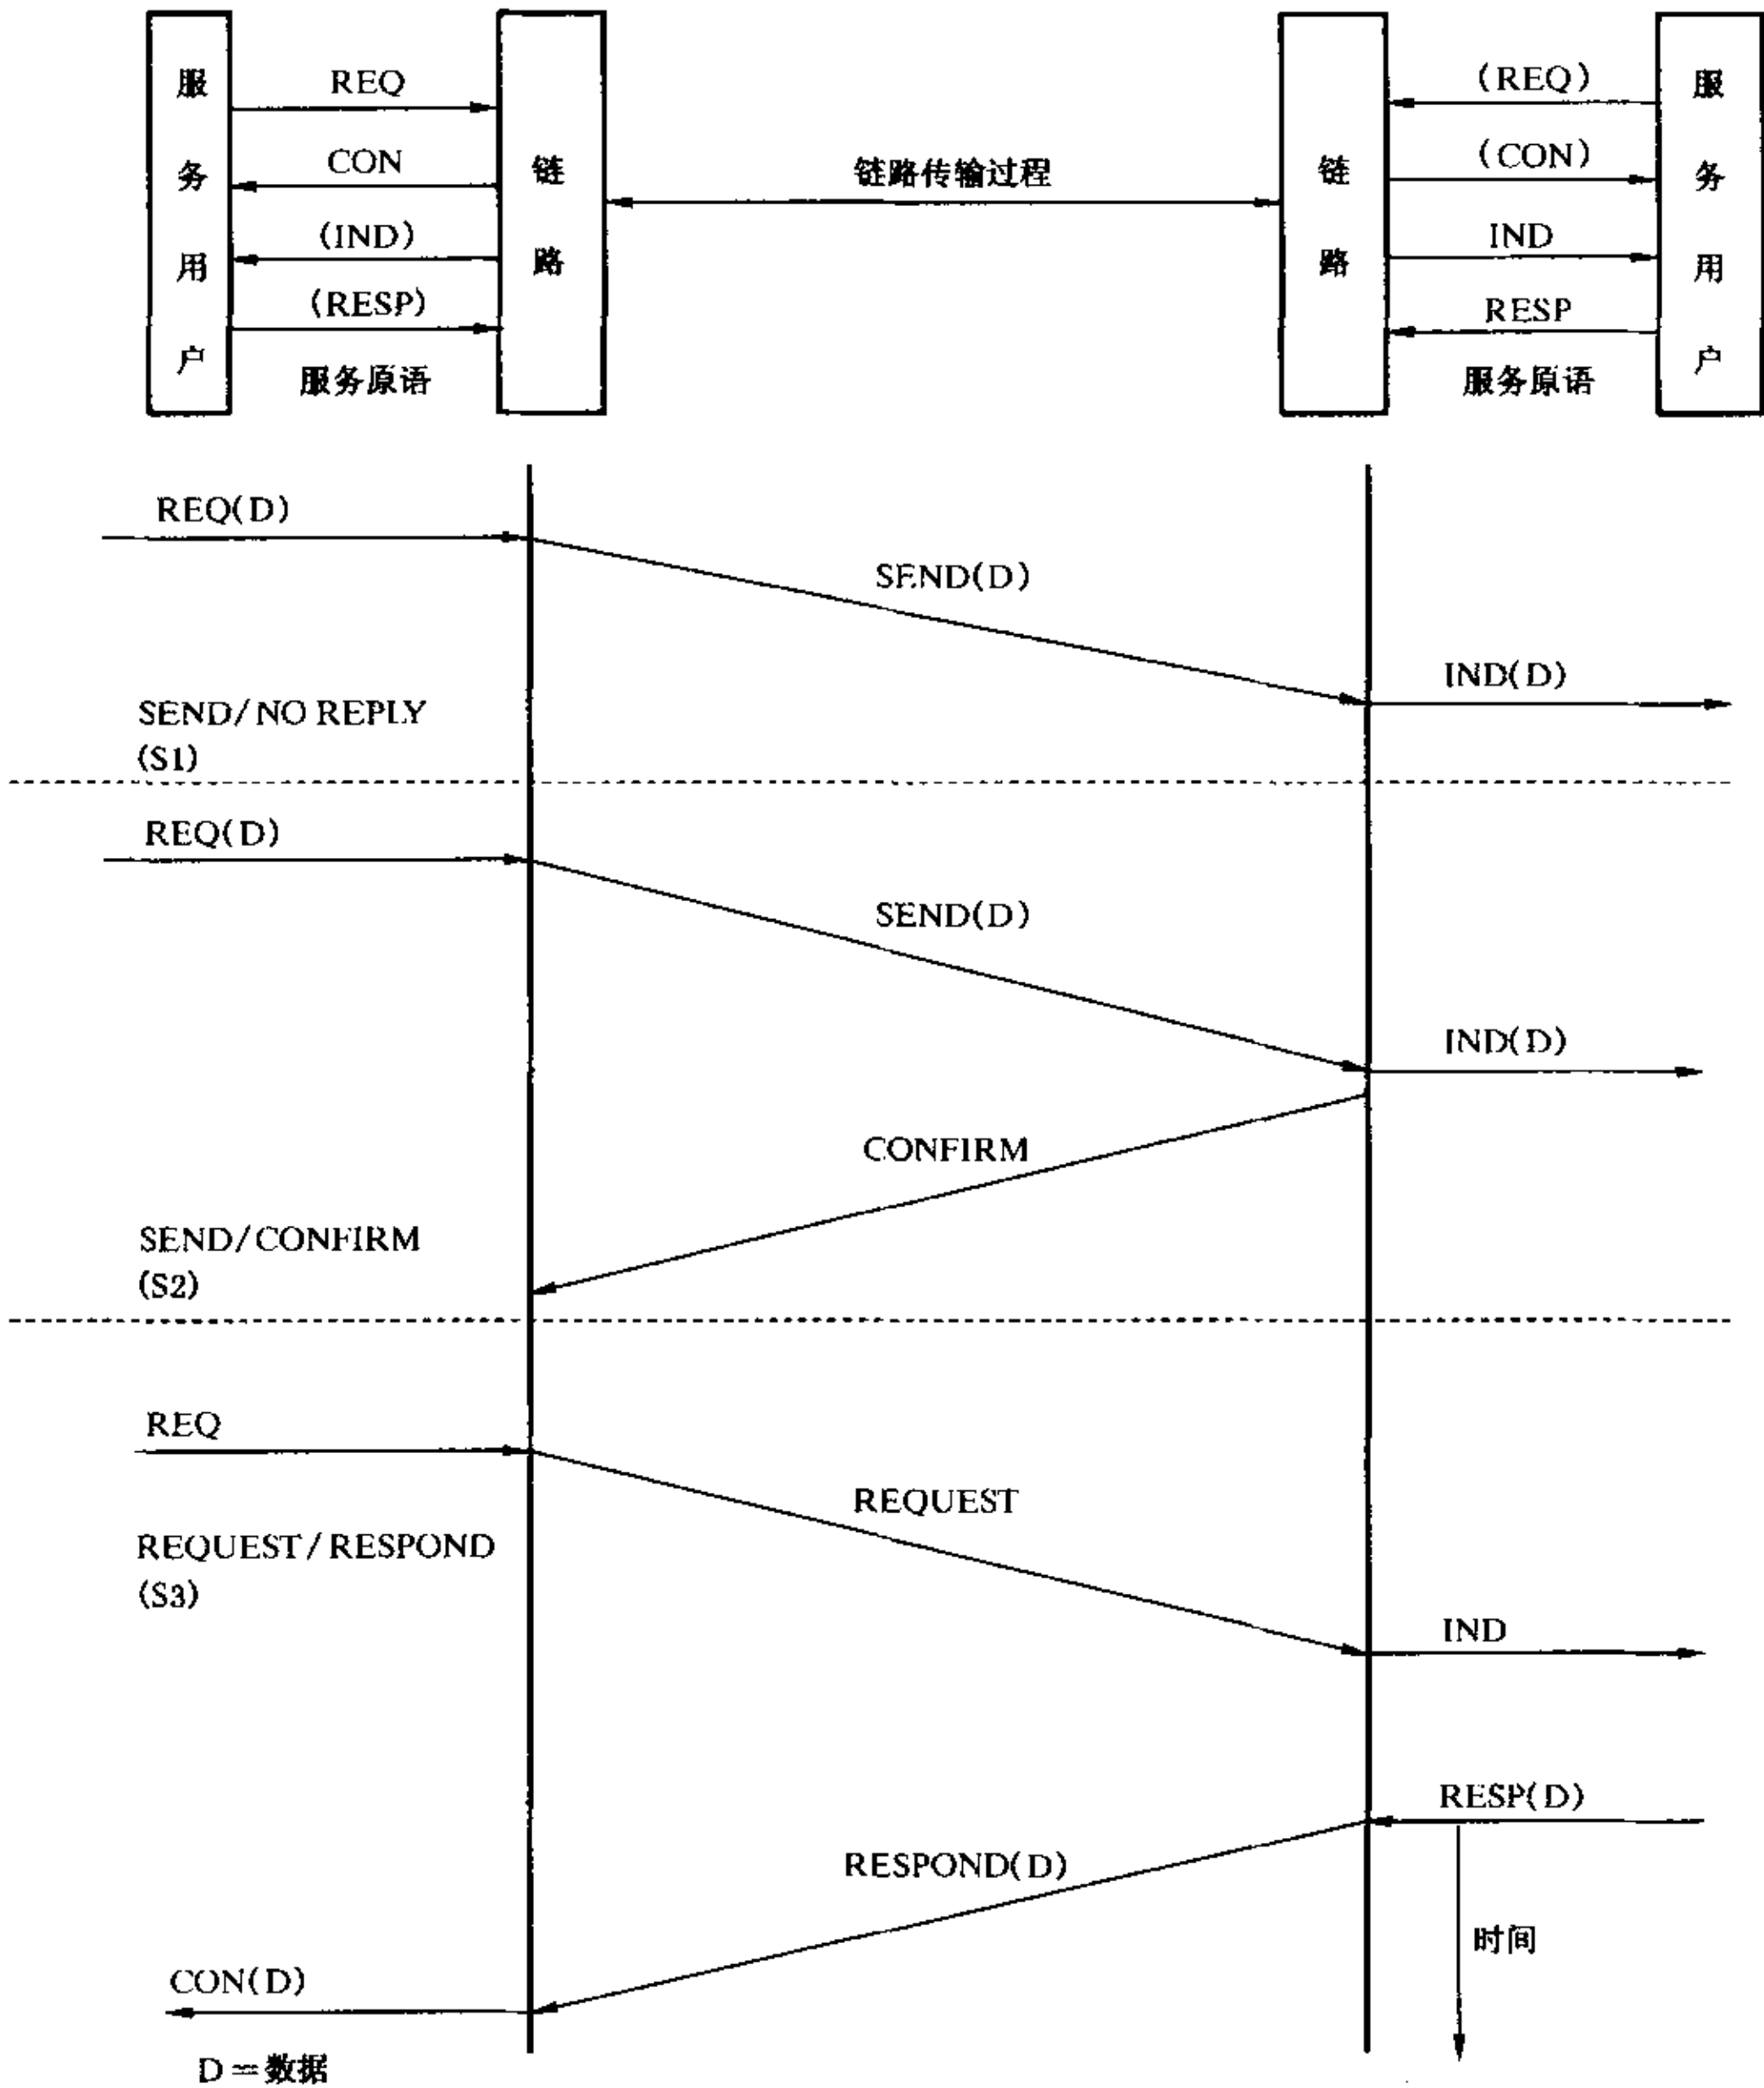 服务用户
REQ
CON
(IND)
(RESP)
服务原语
链路
链路传输过程
链路
(REQ)
(CON)
IND
RESP
服务原语
服务用户
REQ(D)
SEND(D)
IND(D)
SEND/NO REPLY
(S1)
REQ(D)
SEND(D)
IND(D)
CONFIRM
SEND/CONFIRM
(S2)
REQ
REQUEST
REQUEST/RESPOND
(S3)
IND
RESP(D)
RESPOND(D)
时间
CON(D)
D=数据